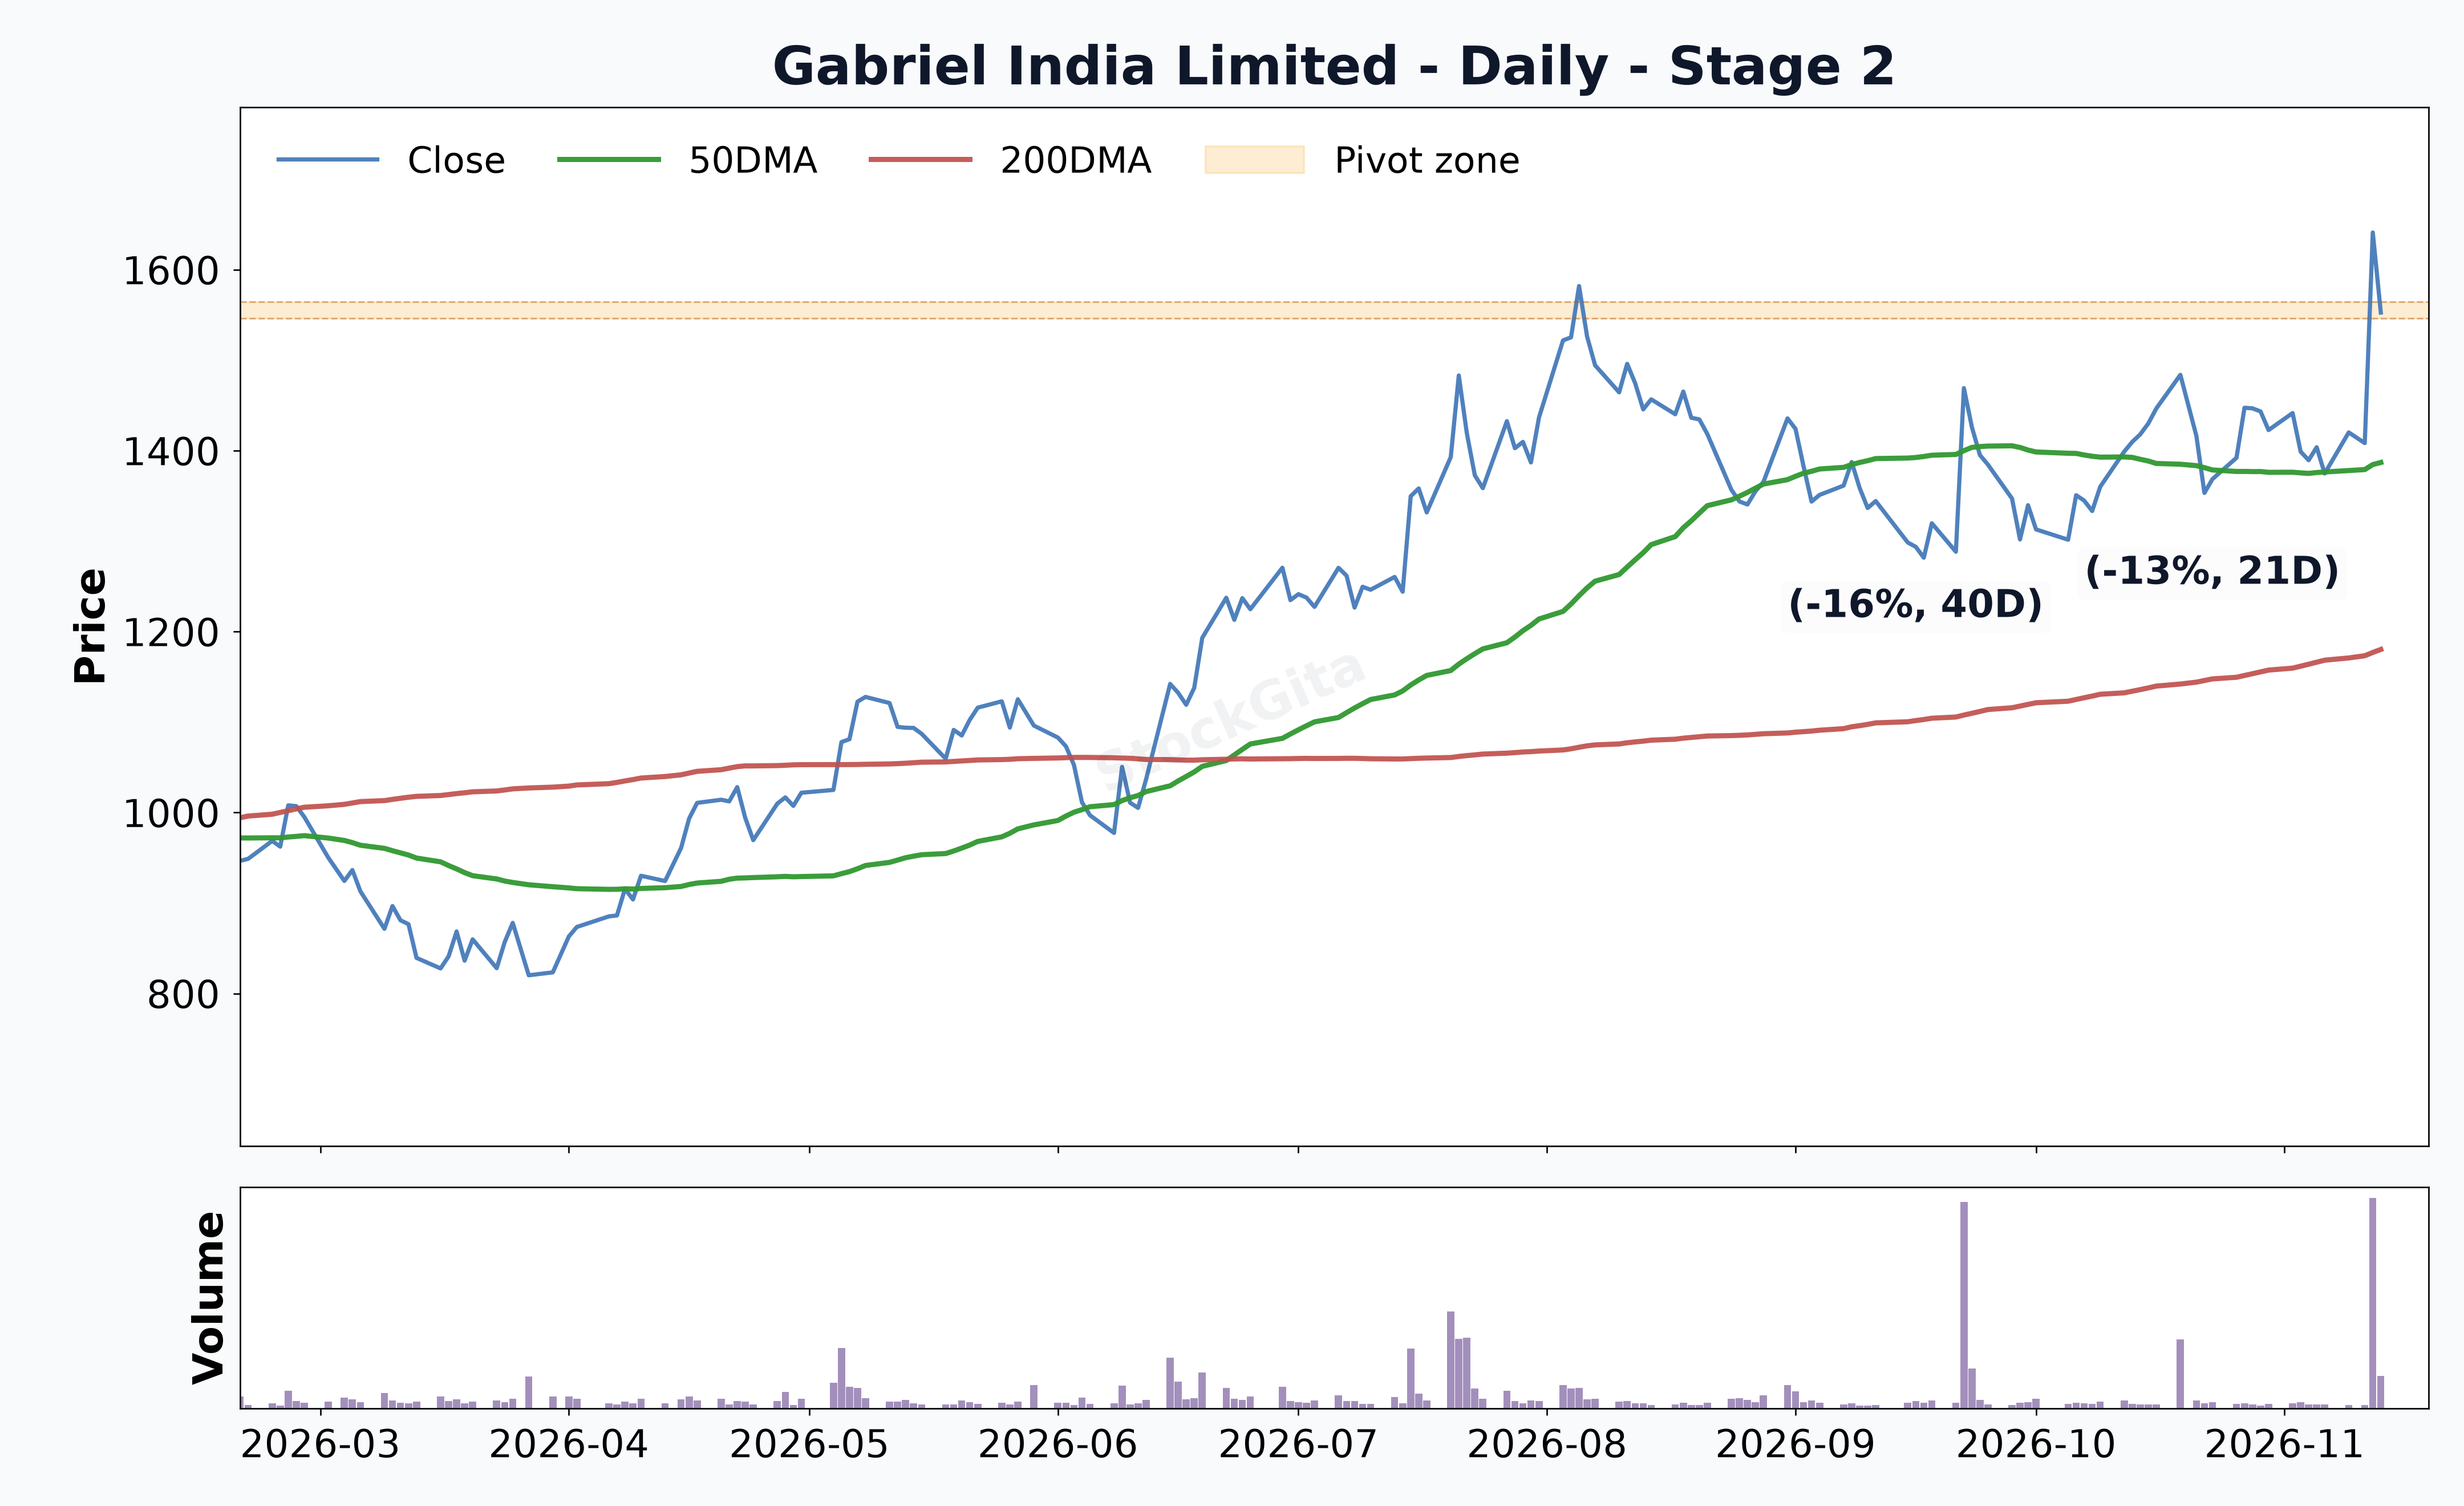 Gabriel India Limited - Daily - Stage 2
Close 50DMA 200DMA Pivot zone
1600
1400
1200
1000
800
Price
(-16%, 40D)
(-13%, 21D)
StockGita
Volume
2026-03 2026-04 2026-05 2026-06 2026-07 2026-08 2026-09 2026-10 2026-11